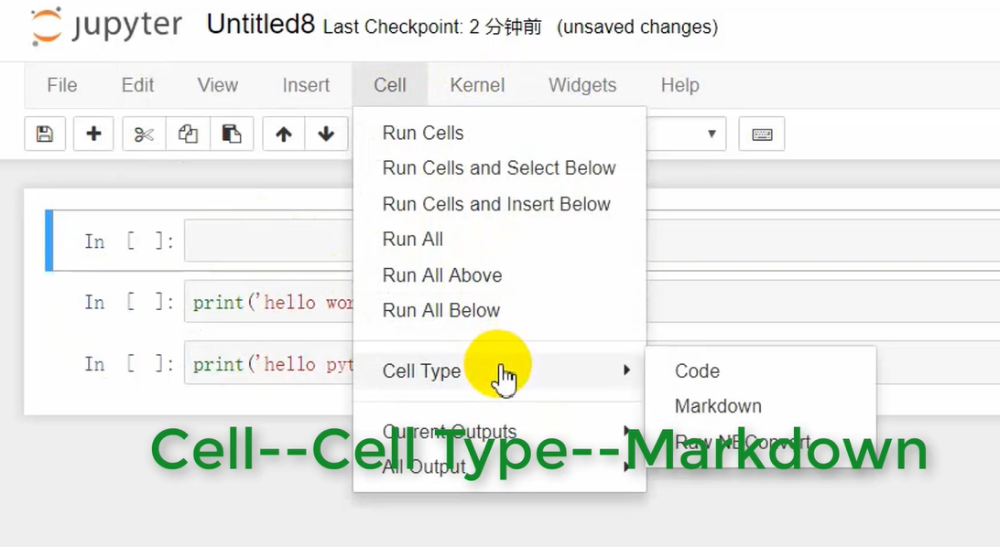 jupyter Untitled8 Last Checkpoint: 2 分钟前 (unsaved changes)
File Edit View Insert Cell Kernel Widgets Help
Run Cells
Run Cells and Select Below
Run Cells and Insert Below
Run All
Run All Above
Run All Below
Cell Type
Current Outputs
All Output
Code
Markdown
Raw NBConvert
In [ ]:
In [ ]: print('hello wor
In [ ]: print('hello pyt
Cell--Cell Type--Markdown